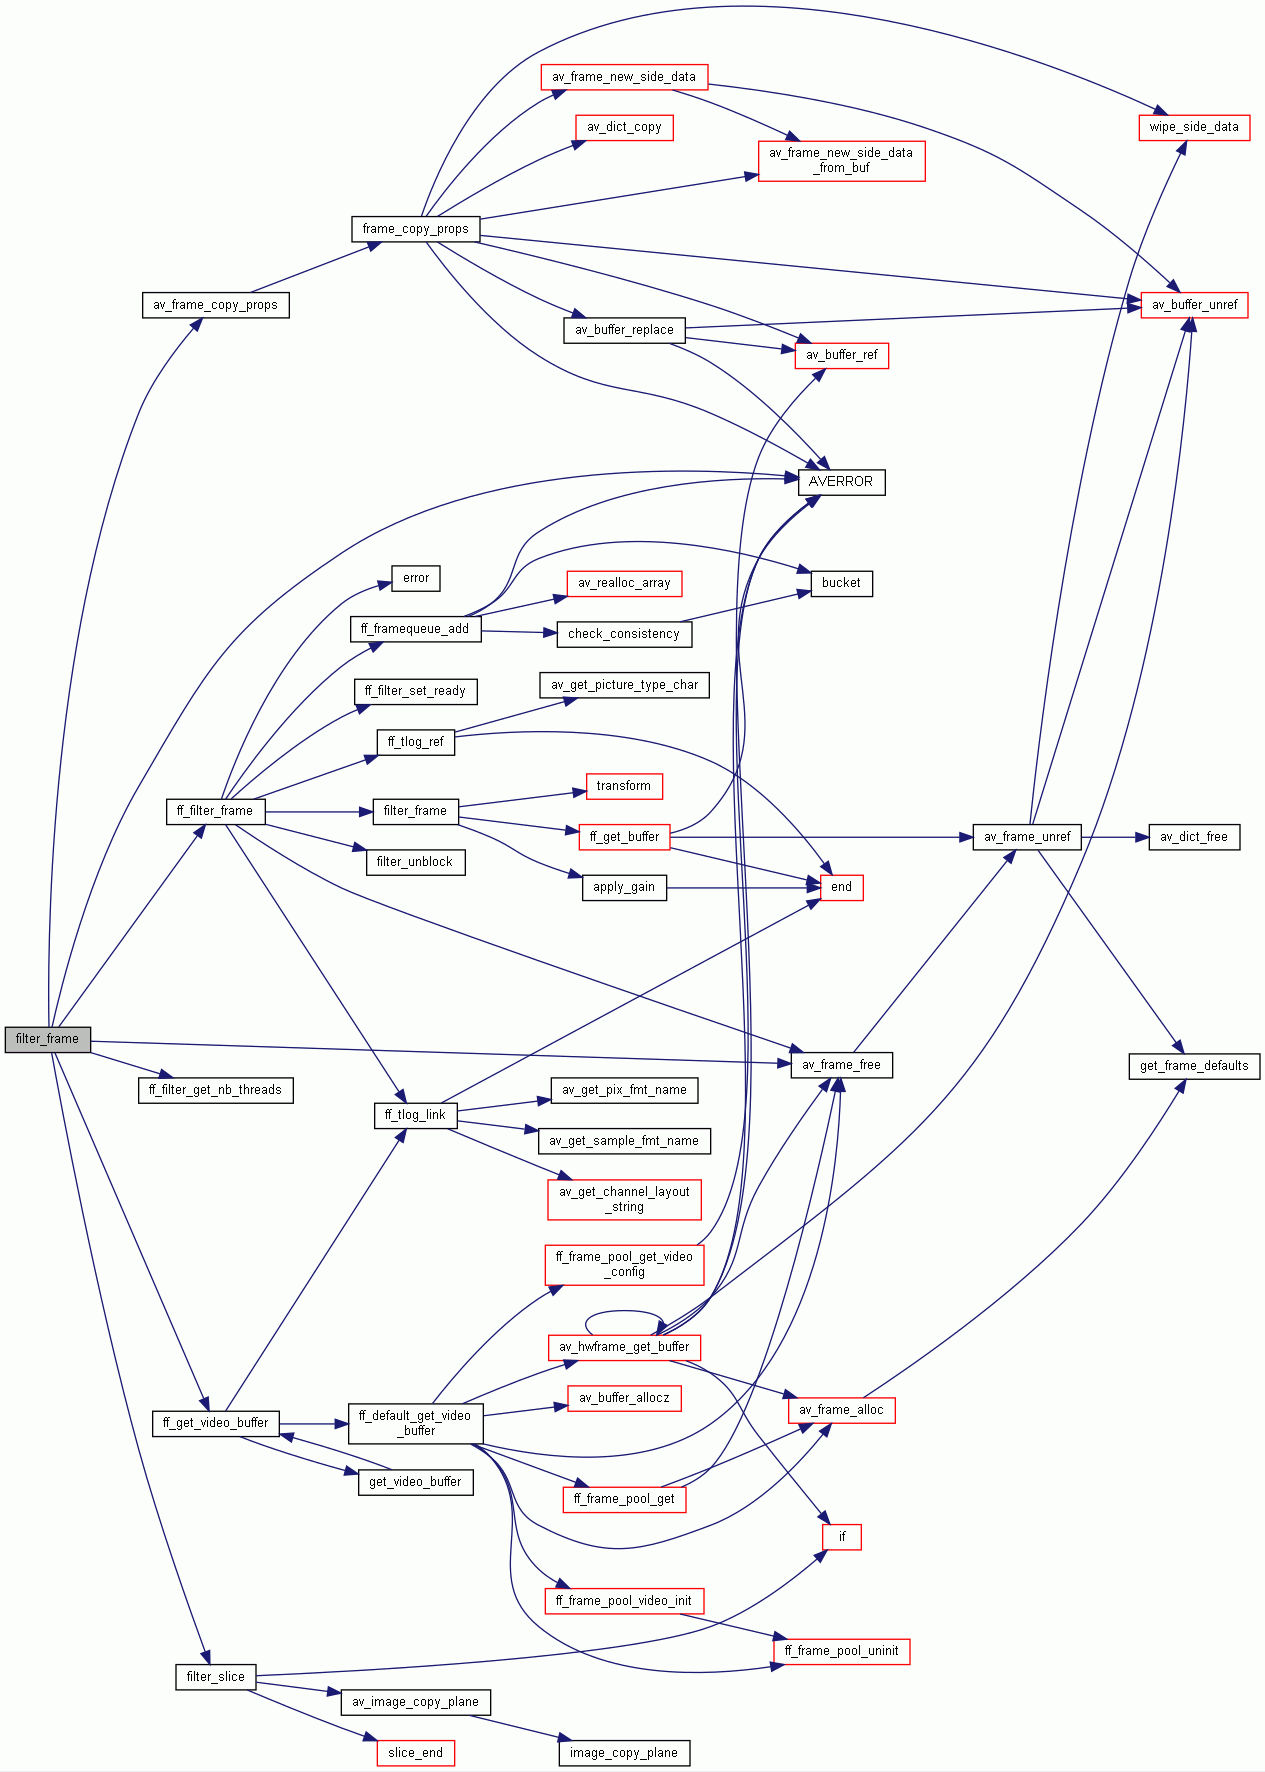 av_frame_new_side_data
wipe_side_data
av_dict_copy
av_frame_new_side_data
_from_buf
frame_copy_props
av_frame_copy_props
av_buffer_unref
av_buffer_replace
av_buffer_ref
AVERROR
error
av_realloc_array
bucket
ff_framequeue_add
check_consistency
ff_filter_set_ready
av_get_picture_type_char
ff_tlog_ref
transform
ff_filter_frame
filter_frame
ff_get_buffer
av_frame_unref
av_dict_free
filter_unblock
apply_gain
end
filter_frame
av_frame_free
get_frame_defaults
ff_filter_get_nb_threads
av_get_pix_fmt_name
ff_tlog_link
av_get_sample_fmt_name
av_get_channel_layout
_string
ff_frame_pool_get_video
_config
av_hwframe_get_buffer
av_buffer_allocz
av_frame_alloc
ff_get_video_buffer
ff_default_get_video
_buffer
get_video_buffer
ff_frame_pool_get
if
ff_frame_pool_video_init
ff_frame_pool_uninit
filter_slice
av_image_copy_plane
slice_end
image_copy_plane